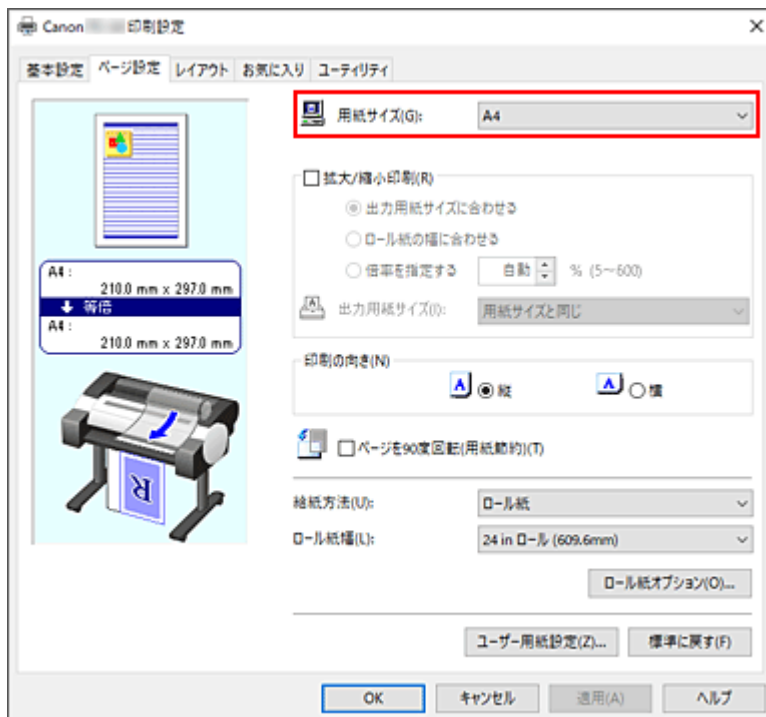 Canon 印刷設定
基本設定 ページ設定 レイアウト お気に入り ユーティリティ
用紙サイズ(G): A4
拡大/縮小印刷(R)
出力用紙サイズに合わせる
ロール紙の幅に合わせる
倍率を指定する 自動 % (5～600)
出力用紙サイズ(I): 用紙サイズと同じ
A4 :
210.0 mm x 297.0 mm
等倍
A4 :
210.0 mm x 297.0 mm
印刷の向き(N)
A 縦 A 横
ページを90度回転(用紙節約)(T)
R
給紙方法(U): ロール紙
ロール紙幅(L): 24 in ロール (609.6mm)
ロール紙オプション(O)...
ユーザー用紙設定(Z)... 標準に戻す(F)
OK キャンセル 適用(A) ヘルプ